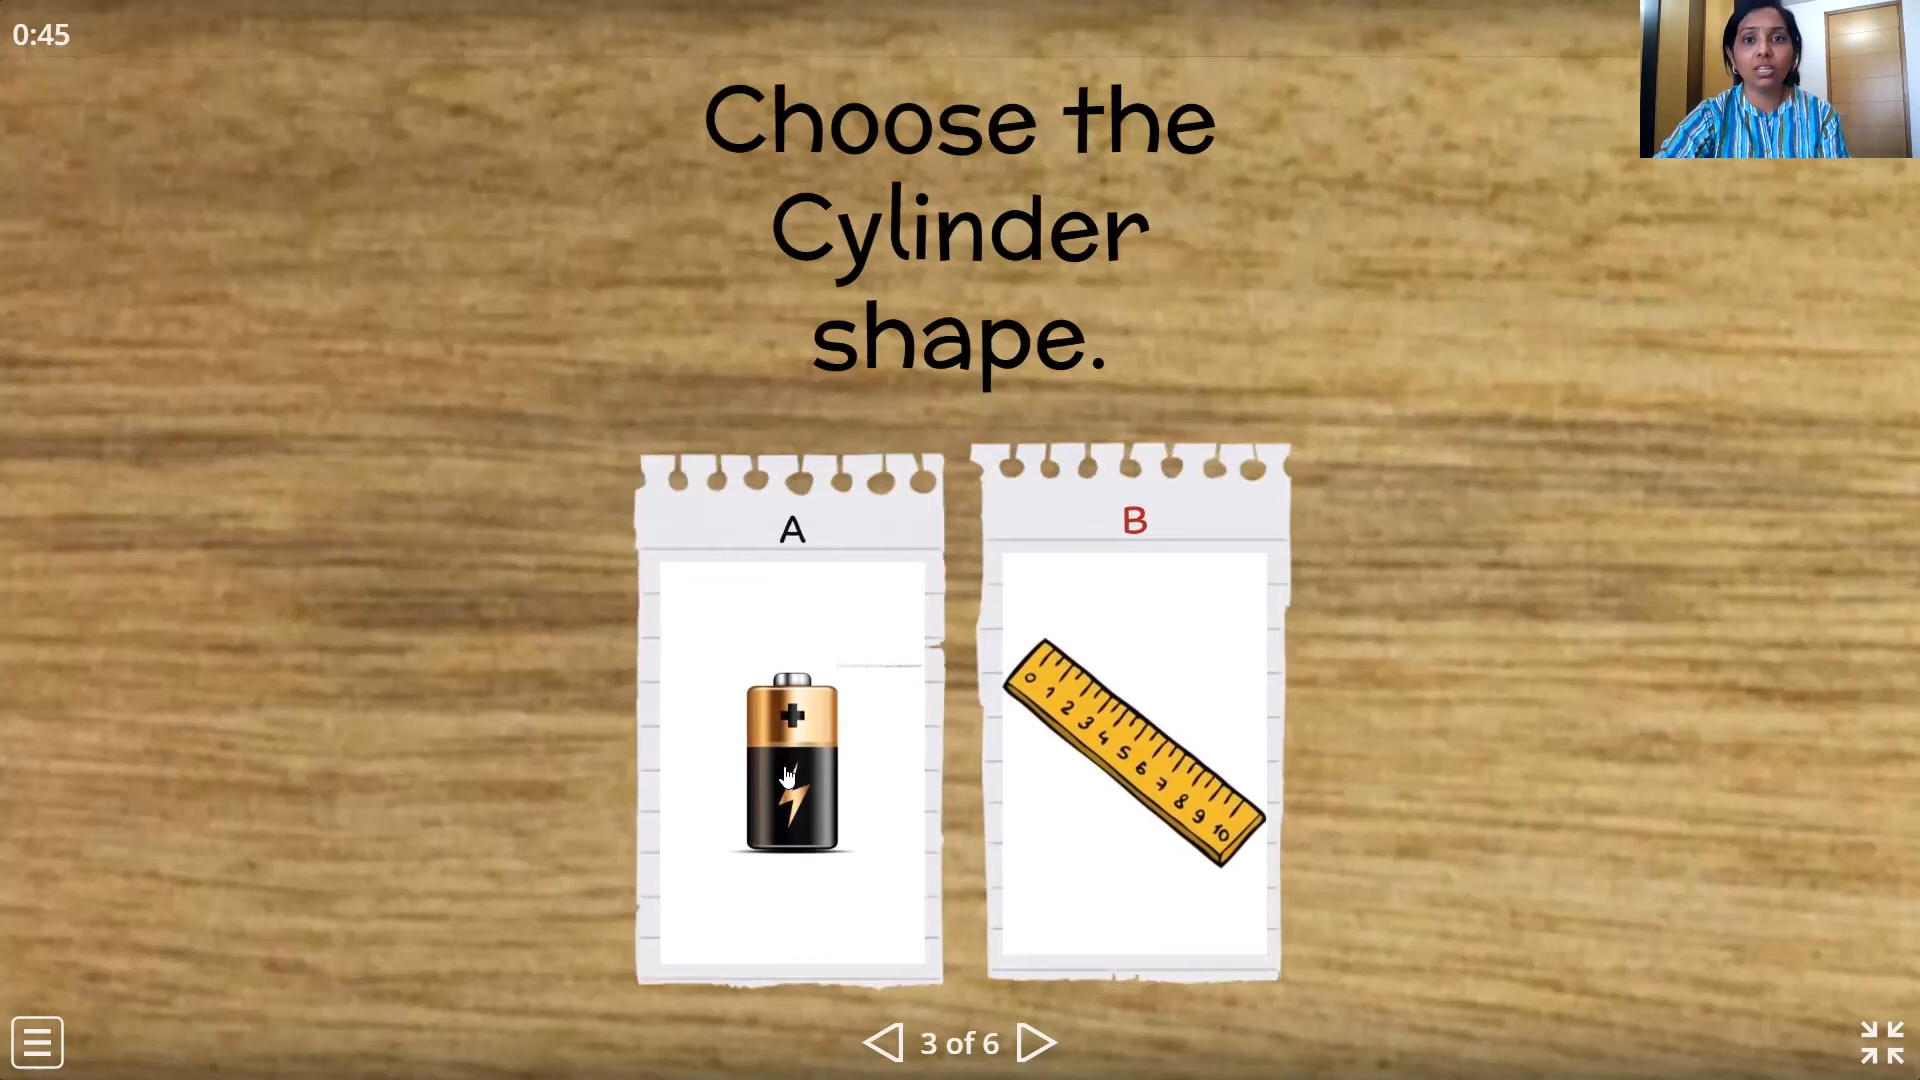 0:45
Choose the
Cylinder
shape.
A
B
0 1 2 3 4 5 6 7 8 9 10
3 of 6